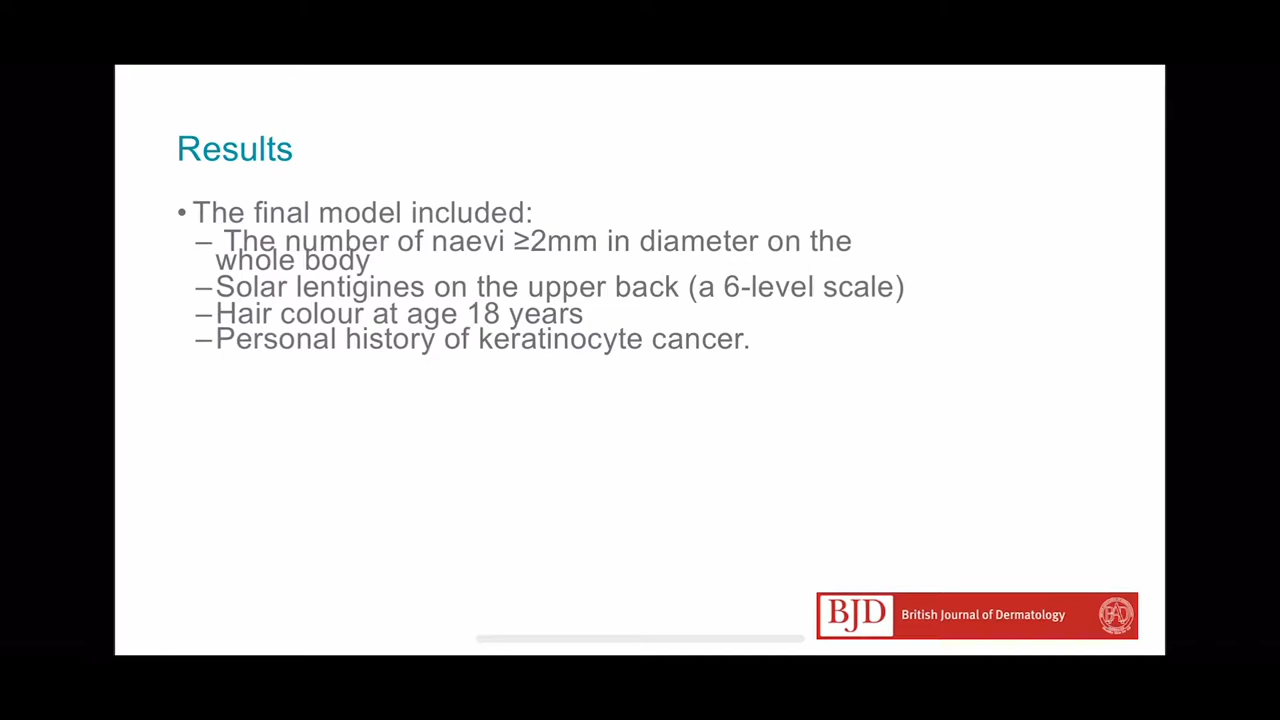 Results
• The final model included:
– The number of naevi ≥2mm in diameter on the
whole body
–Solar lentigines on the upper back (a 6-level scale)
–Hair colour at age 18 years
–Personal history of keratinocyte cancer.
BJD British Journal of Dermatology